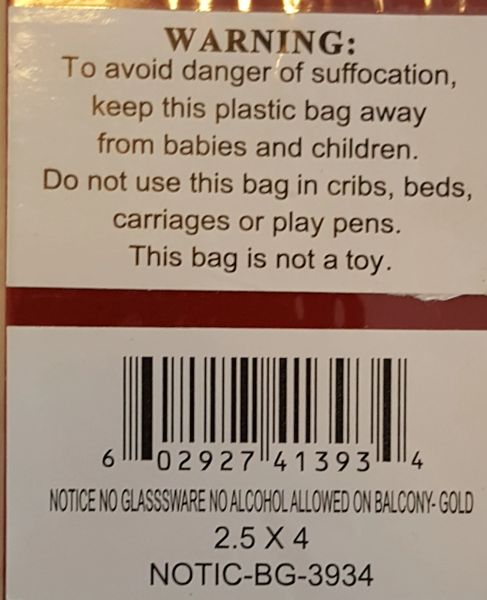 WARNING:
To avoid danger of suffocation,
keep this plastic bag away
from babies and children.
Do not use this bag in cribs, beds,
carriages or play pens.
This bag is not a toy.
6 02927 41393 4
NOTICE NO GLASSSWARE NO ALCOHOL ALLOWED ON BALCONY- GOLD
2.5 X 4
NOTIC-BG-3934